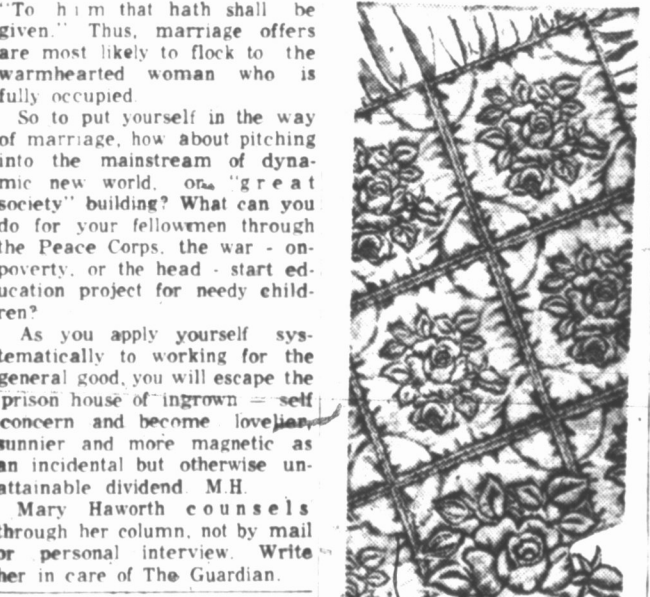 "To him that hath shall be
given." Thus, marriage offers
are most likely to flock to the
warmhearted woman who is
fully occupied.
So to put yourself in the way
of marriage, how about pitching
into the mainstream of dyna-
mic new world, or "great
society" building? What can you
do for your fellowmen through
the Peace Corps, the war - on-
poverty, or the head - start ed-
ucation project for needy child-
ren?
As you apply yourself sys-
tematically to working for the
general good, you will escape the
prison house of ingrown - self
concern and become lovelier,
sunnier and more magnetic as
an incidental but otherwise un-
attainable dividend. M.H.
Mary Haworth counsels
through her column, not by mail
or personal interview. Write
her in care of The Guardian.